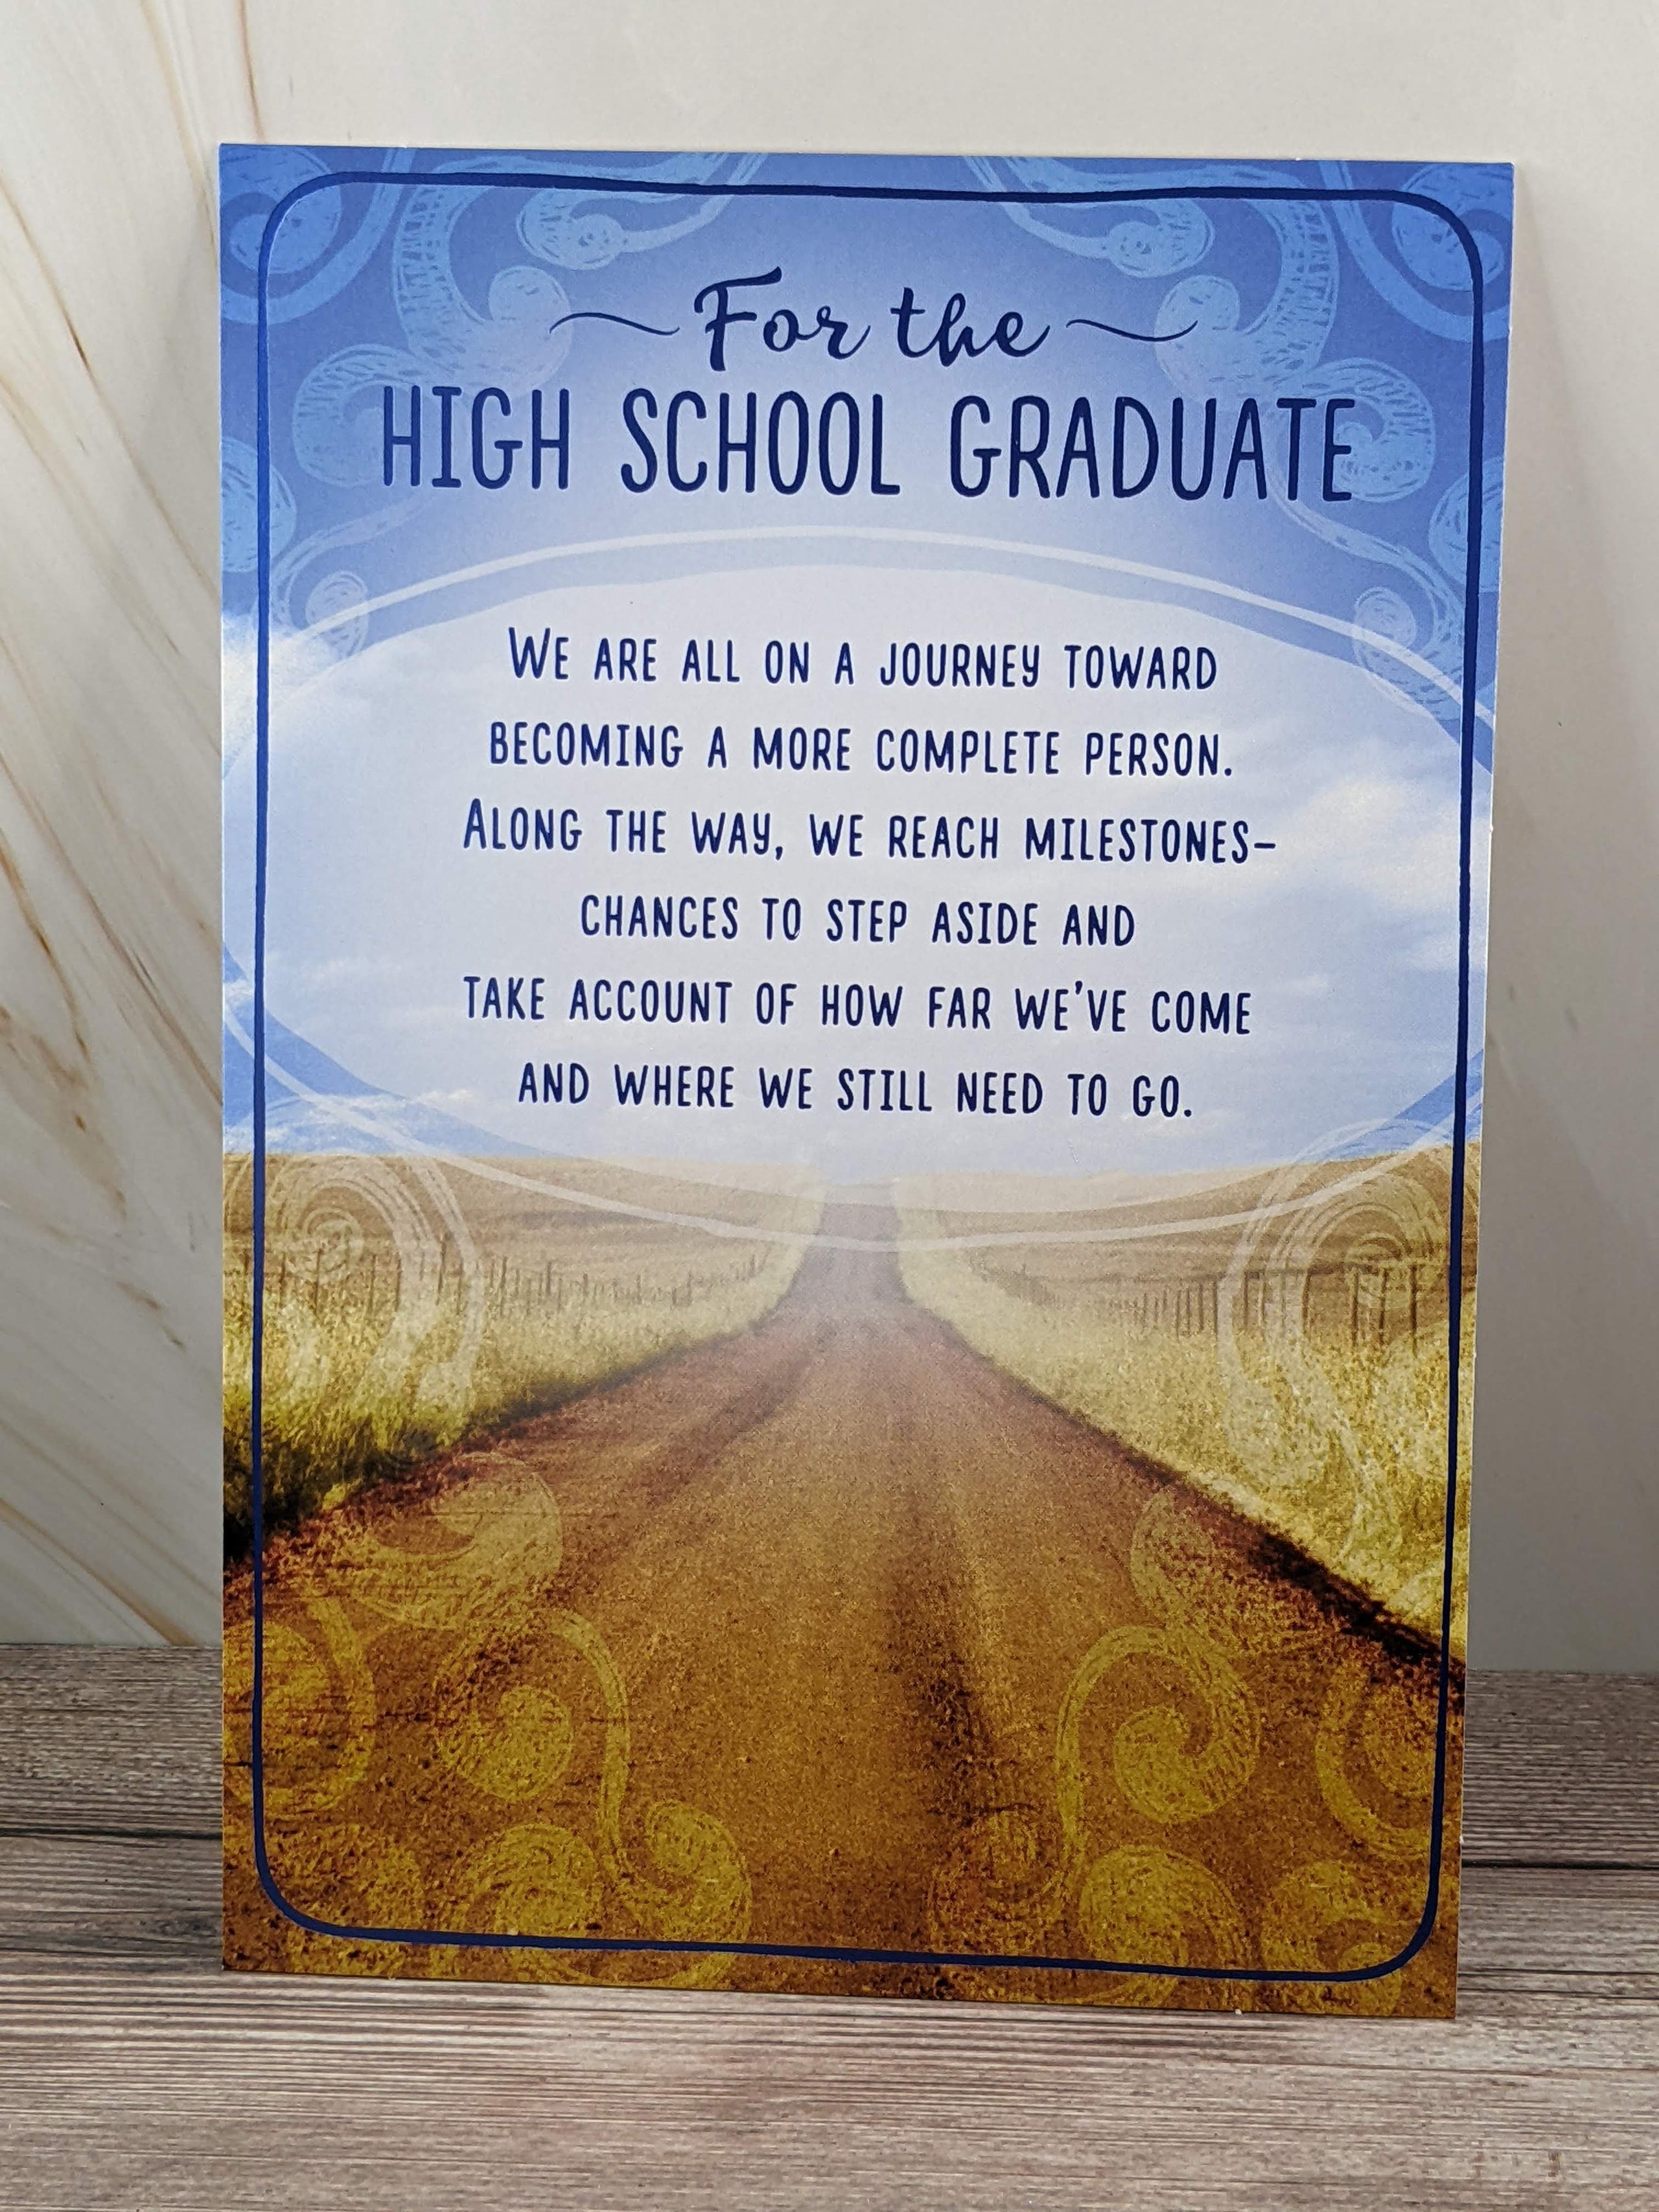 For the
HIGH SCHOOL GRADUATE
WE ARE ALL ON A JOURNEY TOWARD
BECOMING A MORE COMPLETE PERSON.
ALONG THE WAY, WE REACH MILESTONES–
CHANCES TO STEP ASIDE AND
TAKE ACCOUNT OF HOW FAR WE'VE COME
AND WHERE WE STILL NEED TO GO.